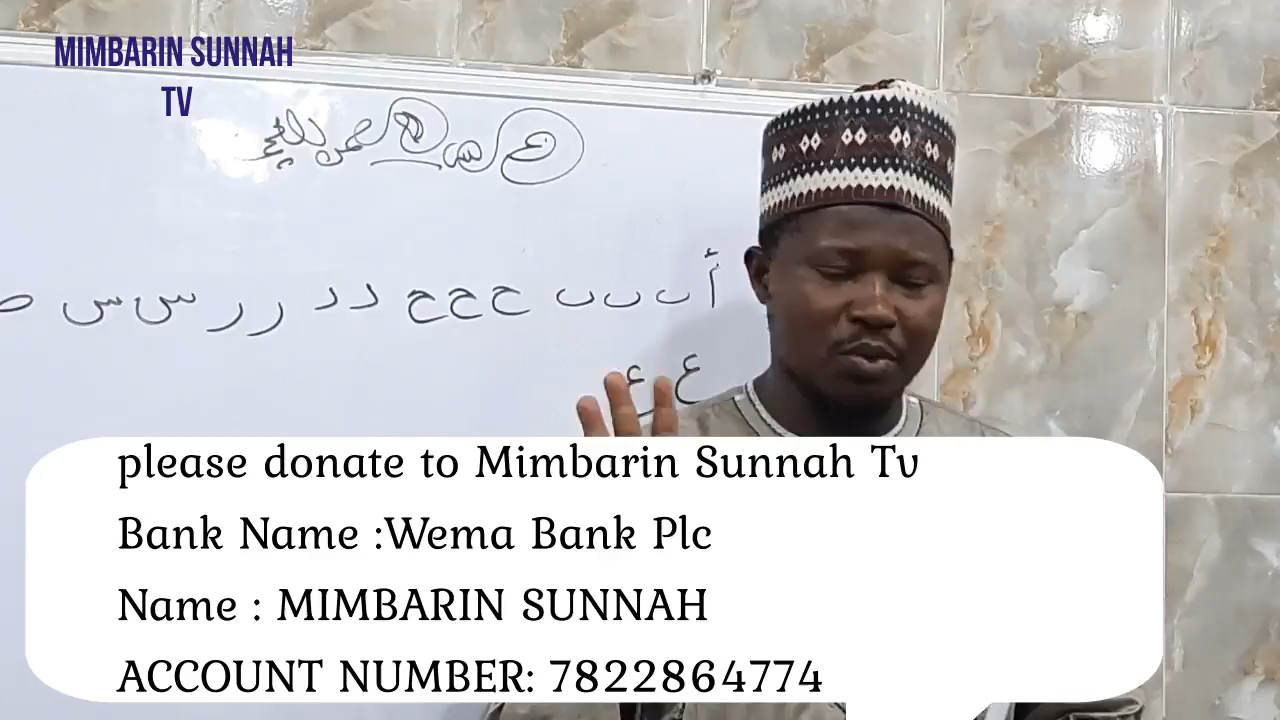 MIMBARIN SUNNAH
TV
أ ں ں ں ح ح ح د د ر ر س س
ع ع
please donate to Mimbarin Sunnah Tv
Bank Name :Wema Bank Plc
Name : MIMBARIN SUNNAH
ACCOUNT NUMBER: 7822864774